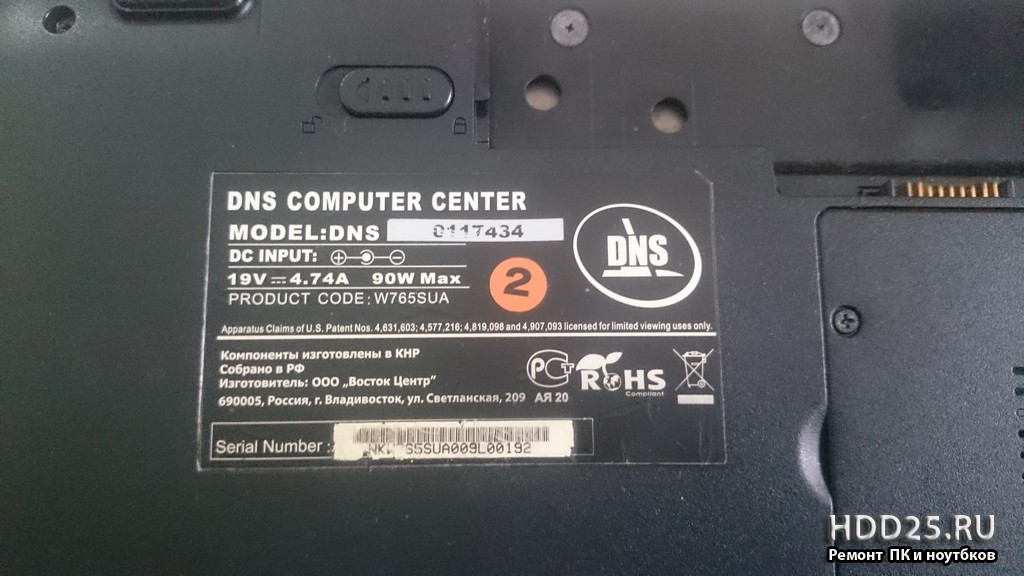 DNS COMPUTER CENTER
MODEL:DNS 0117434
DC INPUT:
19V 4.74A 90W Max
PRODUCT CODE: W765SUA
2
DNS
Apparatus Claims of U.S. Patent Nos. 4,631,603; 4,577,216; 4,819,098 and 4,907,093 licensed for limited viewing uses only.
Компоненты изготовлены в КНР
Собрано в РФ
Изготовитель: ООО „Восток Центр"
690005, Россия, г. Владивосток, ул. Светланская, 209 АЯ 20
РСТ
RoHS
Compliant
Serial Number: S5SUA009L00192
HDD25.RU
Ремонт ПК и ноутбков